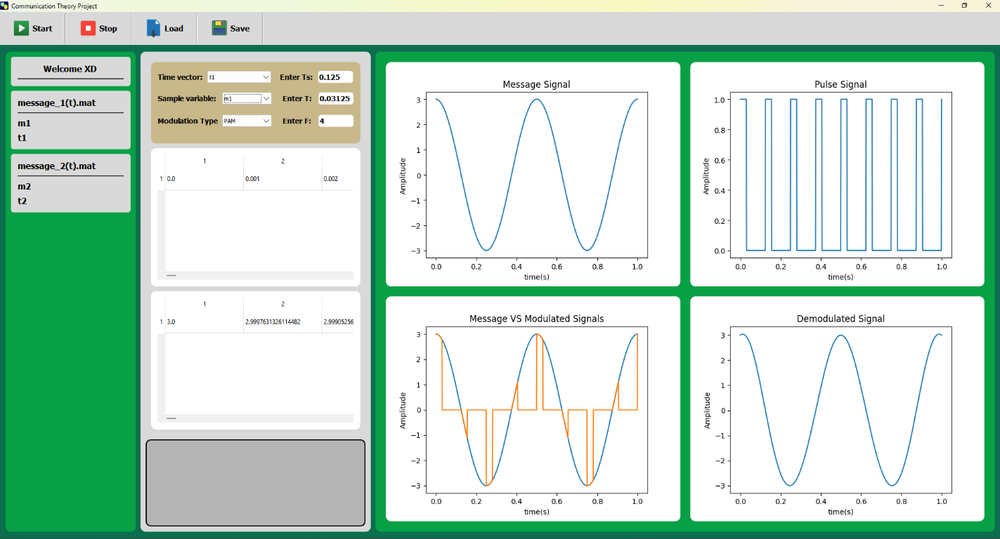 Communication Theory Project
Start Stop Load Save
Welcome XD
message_1(t).mat
m1
t1
message_2(t).mat
m2
t2
Time vector: t1 Enter Ts: 0.125
Sample variable: m1 Enter T: 0.03125
Modulation Type PAM Enter F: 4
1 2
1 0.0 0.001 0.002
1 2
1 3.0 2.9997631326114482 2.99905256
Message Signal
Amplitude
3
2
1
0
−1
−2
−3
0.0 0.2 0.4 0.6 0.8 1.0
time(s)
Pulse Signal
Amplitude
1.0
0.8
0.6
0.4
0.2
0.0
0.0 0.2 0.4 0.6 0.8 1.0
time(s)
Message VS Modulated Signals
Amplitude
3
2
1
0
−1
−2
−3
0.0 0.2 0.4 0.6 0.8 1.0
time(s)
Demodulated Signal
Amplitude
3
2
1
0
−1
−2
−3
0.0 0.2 0.4 0.6 0.8 1.0
time(s)